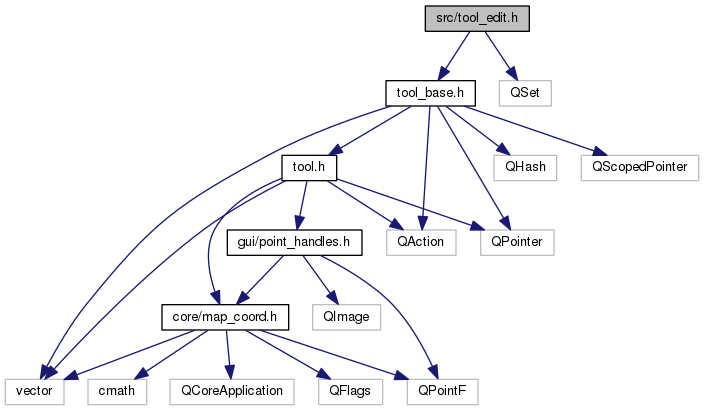 src/tool_edit.h
tool_base.h
QSet
tool.h
QHash
QScopedPointer
gui/point_handles.h
QAction
QPointer
core/map_coord.h
QImage
vector
cmath
QCoreApplication
QFlags
QPointF